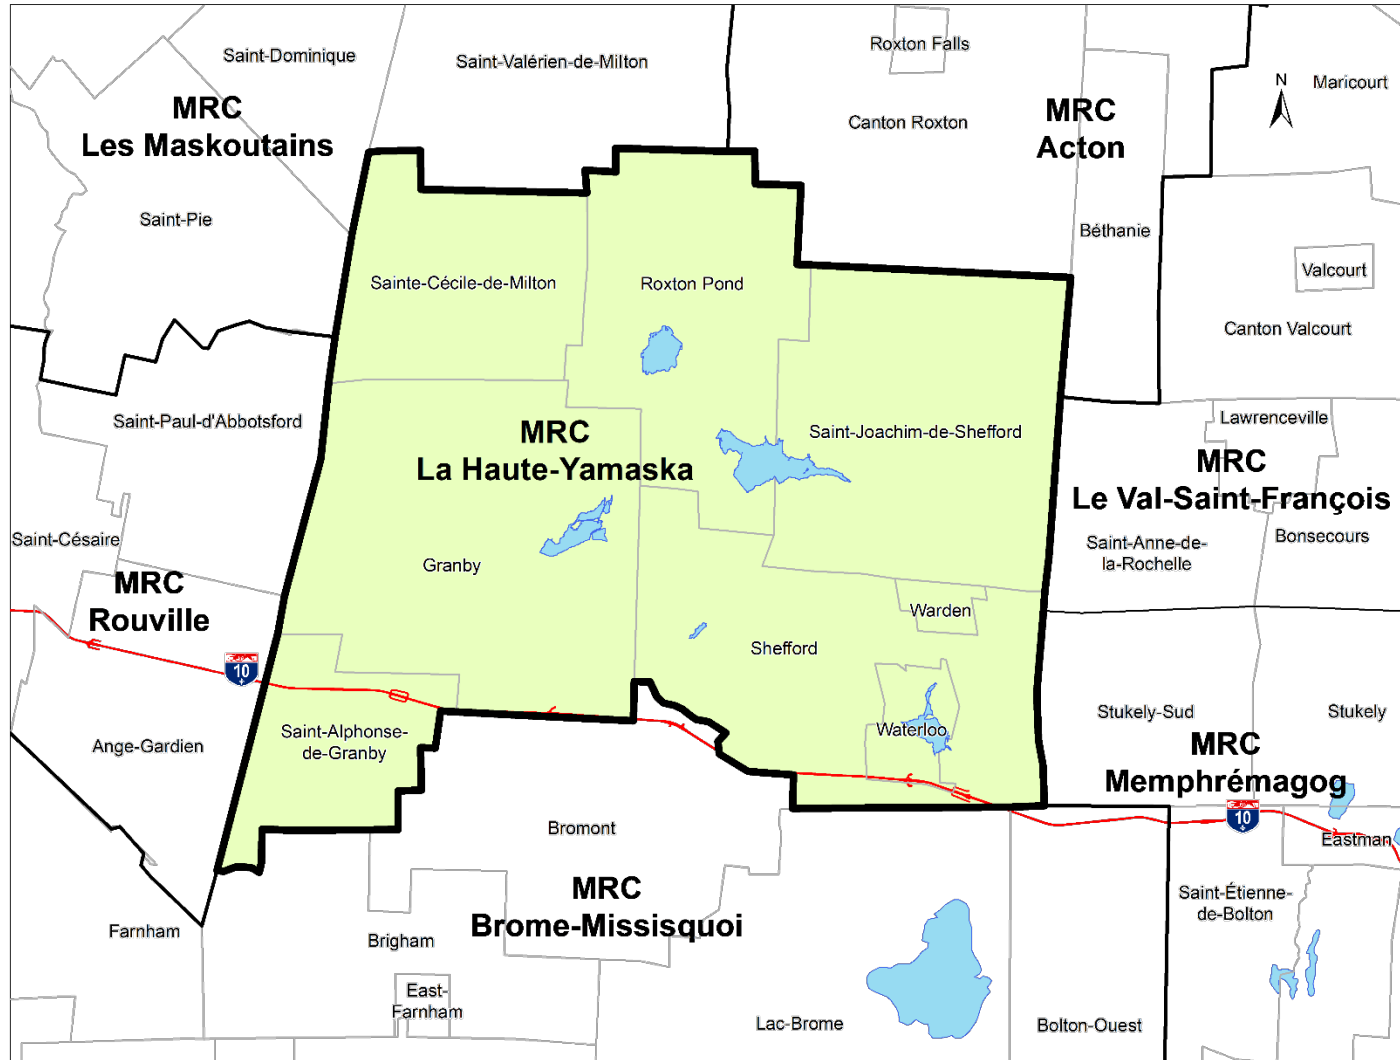 Saint-Dominique
Saint-Valérien-de-Milton
Roxton Falls
Maricourt
N
MRC
Les Maskoutains
Canton Roxton
MRC
Acton
Saint-Pie
Béthanie
Sainte-Cécile-de-Milton
Roxton Pond
Valcourt
Canton Valcourt
Saint-Paul-d'Abbotsford
MRC
La Haute-Yamaska
Saint-Joachim-de-Shefford
Lawrenceville
MRC
Le Val-Saint-François
Saint-Césaire
Granby
Saint-Anne-de-
la-Rochelle
Bonsecours
MRC
Rouville
Warden
Shefford
10
Saint-Alphonse-
de-Granby
Waterloo
Stukely-Sud
Stukely
Ange-Gardien
MRC
Memphrémagog
10
Bromont
Eastman
MRC
Brome-Missisquoi
Saint-Étienne-
de-Bolton
Farnham
Brigham
East-
Farnham
Lac-Brome
Bolton-Ouest